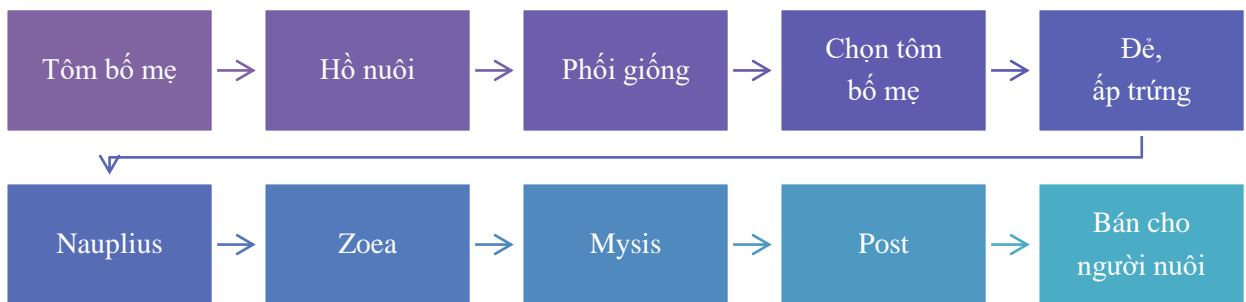 Tôm bố mẹ
Hồ nuôi
Phối giống
Chọn tôm
bố mẹ
Đẻ,
ấp trứng
Nauplius
Zoea
Mysis
Post
Bán cho
người nuôi